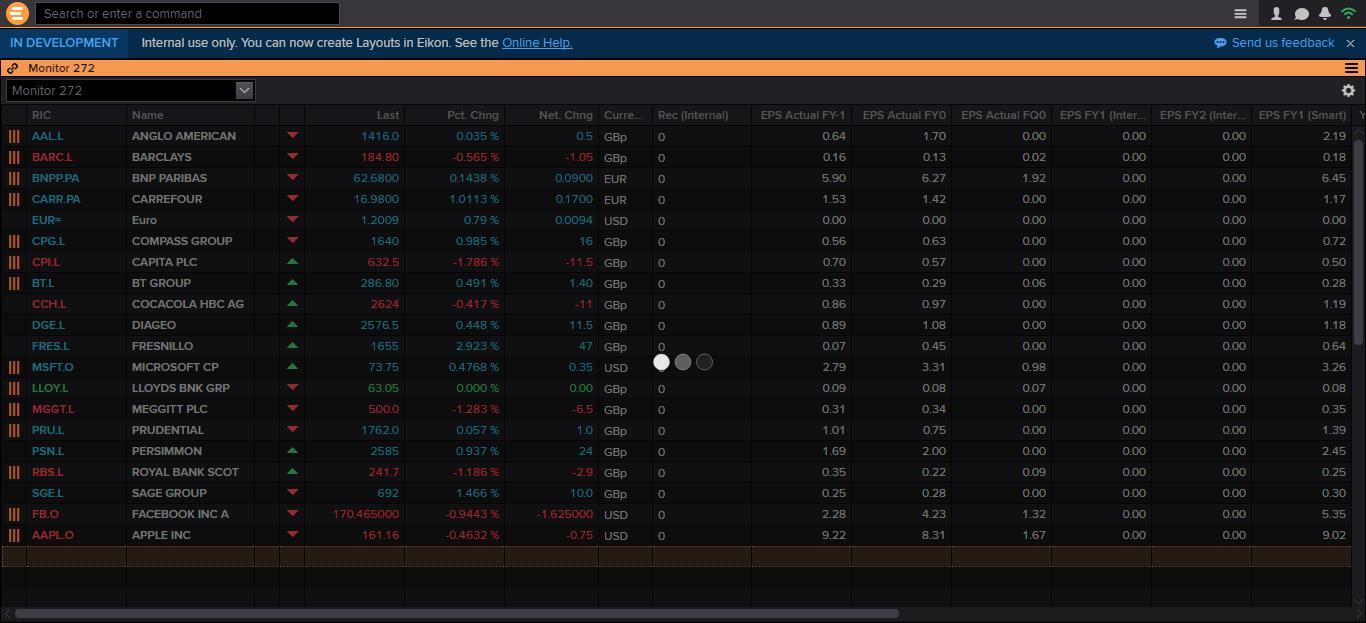 Search or enter a command
IN DEVELOPMENT Internal use only. You can now create Layouts in Eikon. See the Online Help. Send us feedback
Monitor 272
Monitor 272
RIC Name Last Pct. Chng Net. Chng Curre... Rec (Internal) EPS Actual FY-1 EPS Actual FY0 EPS Actual FQ0 EPS FY1 (Inter... EPS FY2 (Inter... EPS FY1 (Smart) Y
AAL.L ANGLO AMERICAN 1416.0 0.035 % 0.5 GBp 0 0.64 1.70 0.00 0.00 0.00 2.19
BARC.L BARCLAYS 184.80 -0.565 % -1.05 GBp 0 0.16 0.13 0.02 0.00 0.00 0.18
BNPP.PA BNP PARIBAS 62.6800 0.1438 % 0.0900 EUR 0 5.90 6.27 1.92 0.00 0.00 6.45
CARR.PA CARREFOUR 16.9800 1.0113 % 0.1700 EUR 0 1.53 1.42 0.00 0.00 0.00 1.17
EUR= Euro 1.2009 0.79 % 0.0094 USD 0 0.00 0.00 0.00 0.00 0.00 0.00
CPG.L COMPASS GROUP 1640 0.985 % 16 GBp 0 0.56 0.63 0.00 0.00 0.00 0.72
CPI.L CAPITA PLC 632.5 -1.786 % -11.5 GBp 0 0.70 0.57 0.00 0.00 0.00 0.50
BT.L BT GROUP 286.80 0.491 % 1.40 GBp 0 0.33 0.29 0.06 0.00 0.00 0.28
CCH.L COCACOLA HBC AG 2624 -0.417 % -11 GBp 0 0.86 0.97 0.00 0.00 0.00 1.19
DGE.L DIAGEO 2576.5 0.448 % 11.5 GBp 0 0.89 1.08 0.00 0.00 0.00 1.18
FRES.L FRESNILLO 1655 2.923 % 47 GBp 0 0.07 0.45 0.00 0.00 0.00 0.64
MSFT.O MICROSOFT CP 73.75 0.4768 % 0.35 USD 2.79 3.31 0.98 0.00 0.00 3.26
LLOY.L LLOYDS BNK GRP 63.05 0.000 % 0.00 GBp 0 0.09 0.08 0.07 0.00 0.00 0.08
MGGT.L MEGGITT PLC 500.0 -1.283 % -6.5 GBp 0 0.31 0.34 0.00 0.00 0.00 0.35
PRU.L PRUDENTIAL 1762.0 0.057 % 1.0 GBp 0 1.01 0.75 0.00 0.00 0.00 1.39
PSN.L PERSIMMON 2585 0.937 % 24 GBp 0 1.69 2.00 0.00 0.00 0.00 2.45
RBS.L ROYAL BANK SCOT 241.7 -1.186 % -2.9 GBp 0 0.35 0.22 0.09 0.00 0.00 0.25
SGE.L SAGE GROUP 692 1.466 % 10.0 GBp 0 0.25 0.28 0.00 0.00 0.00 0.30
FB.O FACEBOOK INC A 170.465000 -0.9443 % -1.625000 USD 0 2.28 4.23 1.32 0.00 0.00 5.35
AAPL.O APPLE INC 161.16 -0.4632 % -0.75 USD 0 9.22 8.31 1.67 0.00 0.00 9.02